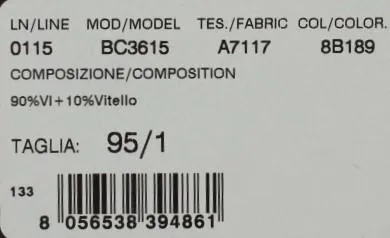 LN/LINE MOD/MODEL TES./FABRIC COL/COLOR.
0115 BC3615 A7117 8B189
COMPOSIZIONE/COMPOSITION
90%VI+10%Vitello
TAGLIA: 95/1
133
8 056538 394861